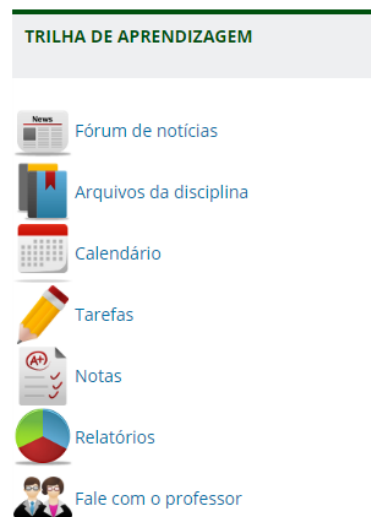 TRILHA DE APRENDIZAGEM
News
Fórum de notícias
Arquivos da disciplina
Calendário
Tarefas
A+
Notas
Relatórios
Fale com o professor